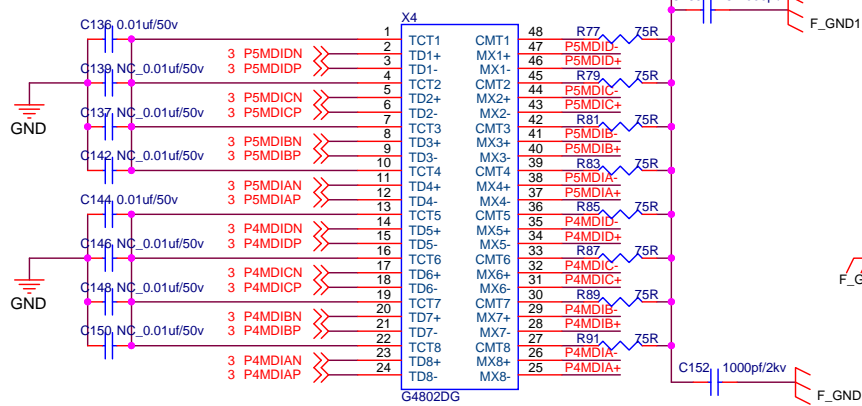 X4
C136 0.01uf/50v
1 TCT1 CMT1 48 R77 75R
F_GND1
3 P5MDIDN 2 TD1+ MX1+ 47 P5MDID-
3 P5MDIDP 3 TD1- MX1- 46 P5MDID+
C139 NC_0.01uf/50v 4 TCT2 CMT2 45 R79 75R
3 P5MDICN 5 TD2+ MX2+ 44 P5MDIC-
3 P5MDICP 6 TD2- MX2- 43 P5MDIC+
GND
C137 NC_0.01uf/50v 7 TCT3 CMT3 42 R81 75R
3 P5MDIBN 8 TD3+ MX3+ 41 P5MDIB-
3 P5MDIBP 9 TD3- MX3- 40 P5MDIB+
C142 NC_0.01uf/50v 10 TCT4 CMT4 39 R83 75R
3 P5MDIAN 11 TD4+ MX4+ 38 P5MDIA-
3 P5MDIAP 12 TD4- MX4- 37 P5MDIA+
C144 0.01uf/50v 13 TCT5 CMT5 36 R85 75R
3 P4MDIDN 14 TD5+ MX5+ 35 P4MDID-
3 P4MDIDP 15 TD5- MX5- 34 P4MDID+
C146 NC_0.01uf/50v 16 TCT6 CMT6 33 R87 75R
3 P4MDICN 17 TD6+ MX6+ 32 P4MDIC-
3 P4MDICP 18 TD6- MX6- 31 P4MDIC+
GND
C148 NC_0.01uf/50v 19 TCT7 CMT7 30 R89 75R
3 P4MDIBN 20 TD7+ MX7+ 29 P4MDIB-
3 P4MDIBP 21 TD7- MX7- 28 P4MDIB+
C150 NC_0.01uf/50v 22 TCT8 CMT8 27 R91 75R
3 P4MDIAN 23 TD8+ MX8+ 26 P4MDIA-
3 P4MDIAP 24 TD8- MX8- 25 P4MDIA+
C152 1000pf/2kv
F_GND
G4802DG